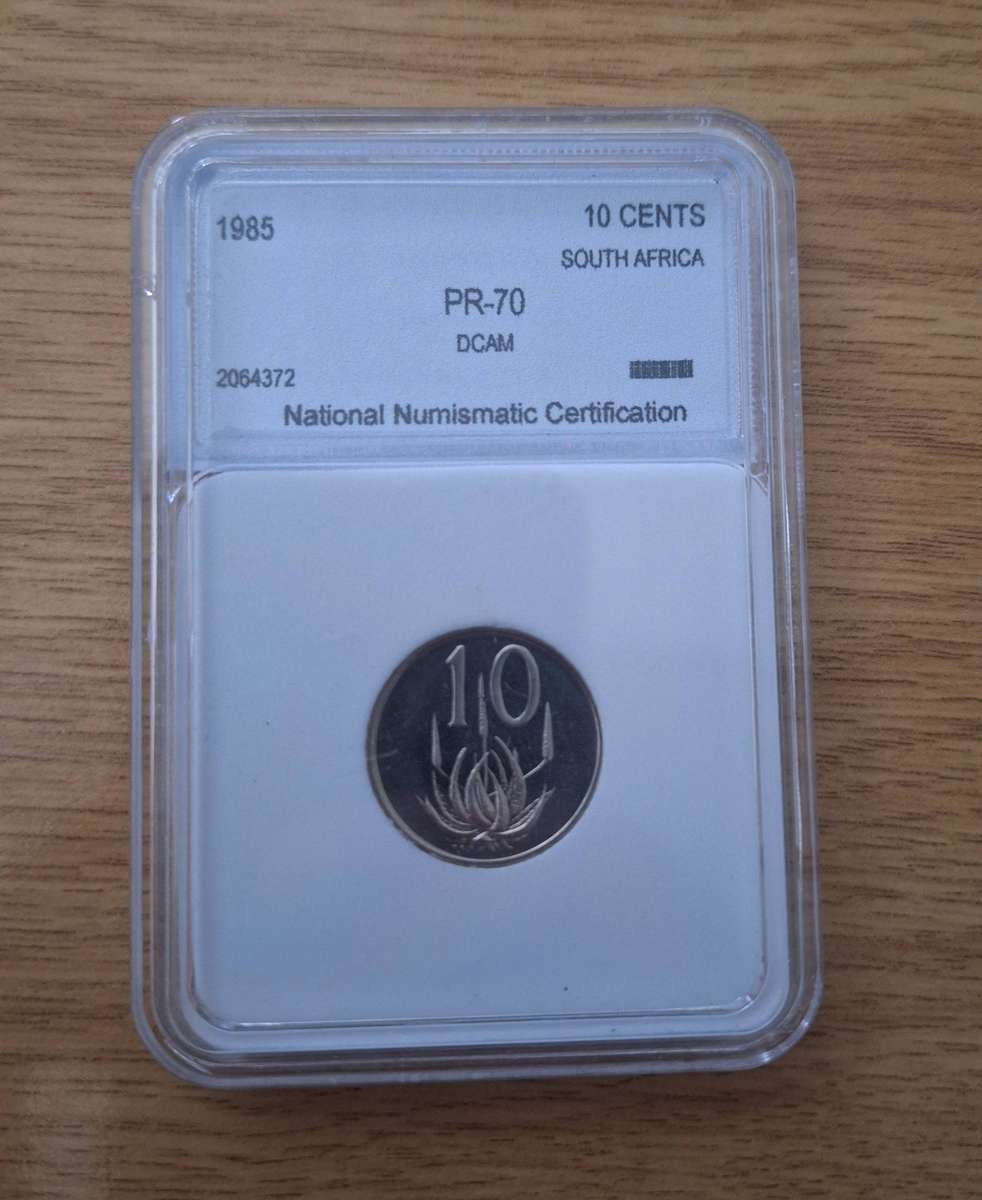 1985 10 CENTS
SOUTH AFRICA
PR-70
DCAM
2064372
National Numismatic Certification
10